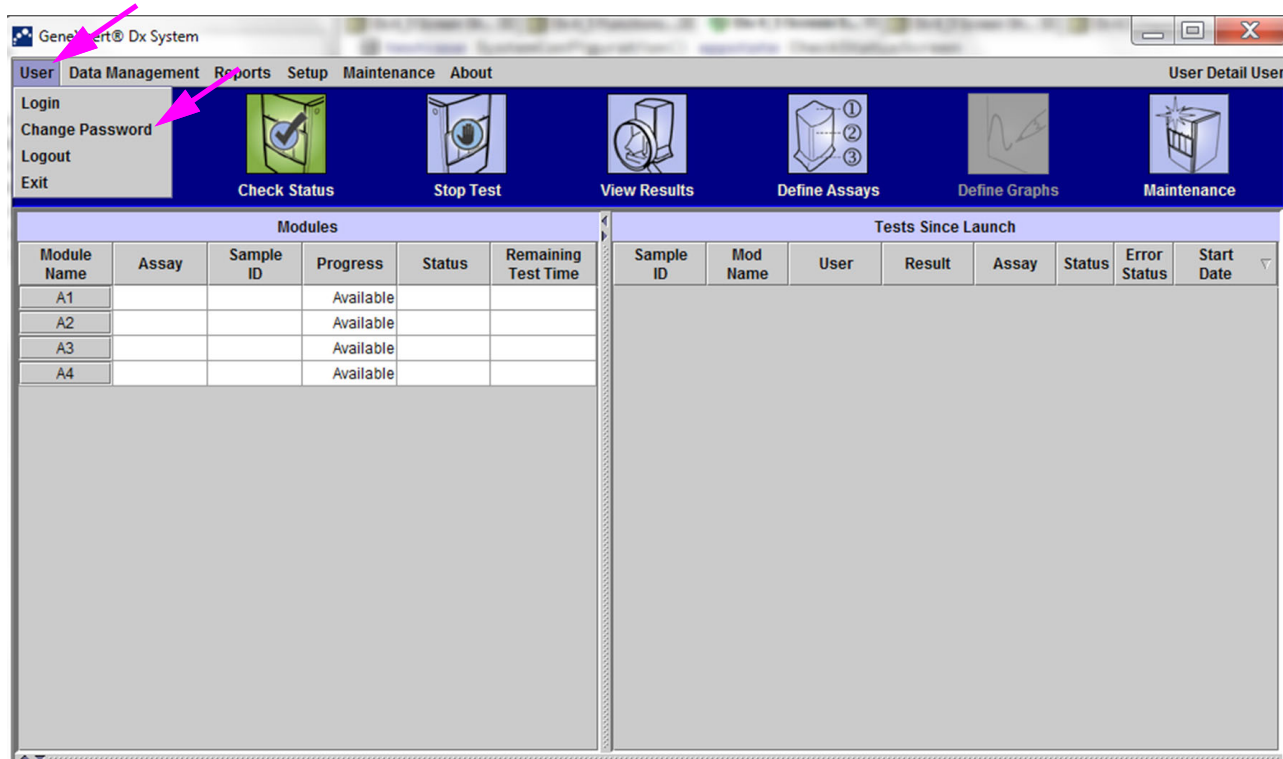 GeneXpert® Dx System
User Data Management Reports Setup Maintenance About User Detail User
Login
Change Password
Logout
Exit
Check Status Stop Test View Results Define Assays Define Graphs Maintenance
① ② ③
Modules Tests Since Launch
Module Name Assay Sample ID Progress Status Remaining Test Time Sample ID Mod Name User Result Assay Status Error Status Start Date
A1 Available
A2 Available
A3 Available
A4 Available